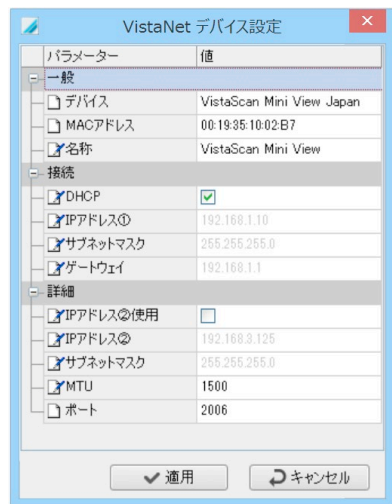 VistaNet デバイス設定
パラメーター 値
一般
デバイス VistaScan Mini View Japan
MACアドレス 00:19:35:10:02:B7
名称 VistaScan Mini View
接続
DHCP
IPアドレス① 192.168.1.10
サブネットマスク 255.255.255.0
ゲートウェイ 192.168.1.1
詳細
IPアドレス②使用
IPアドレス② 192.168.3.125
サブネットマスク 255.255.255.0
MTU 1500
ポート 2006
適用 キャンセル